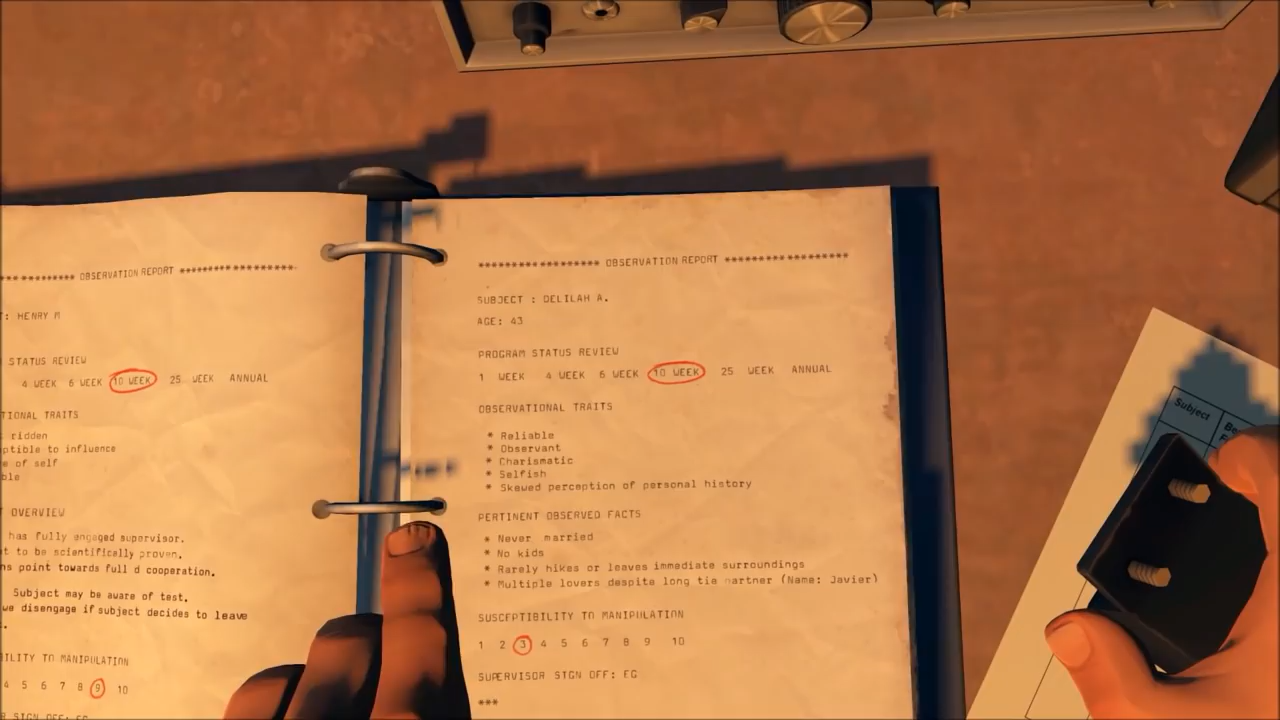 ****************** OBSERVATION REPORT *****************
T: HENRY M
STATUS REVIEW
4 WEEK 6 WEEK 10 WEEK 25 WEEK ANNUAL
TIONAL TRAITS
ridden
ptible to influence
e of self
ble
OVERVIEW
has fully engaged supervisor.
t to be scientifically proven.
ns point towards full d cooperation.
Subject may be aware of test.
we disengage if subject decides to leave
BILITY TO MANIPULATION
4 5 6 7 8 9 10
R SIGN OFF: EG
****************** OBSERVATION REPORT ******************
SUBJECT : DELILAH A.
AGE: 43
PROGRAM STATUS REVIEW
1 WEEK 4 WEEK 6 WEEK 10 WEEK 25 WEEK ANNUAL
OBSERVATIONAL TRAITS
* Reliable
* Observant
* Charismatic
* Selfish
* Skewed perception of personal history
PERTINENT OBSERVED FACTS
* Never married
* No kids
* Rarely hikes or leaves immediate surroundings
* Multiple lovers despite long tie partner (Name: Javier)
SUSCEPTIBILITY TO MANIPULATION
1 2 3 4 5 6 7 8 9 10
SUPERVISOR SIGN OFF: EG
***
Subject